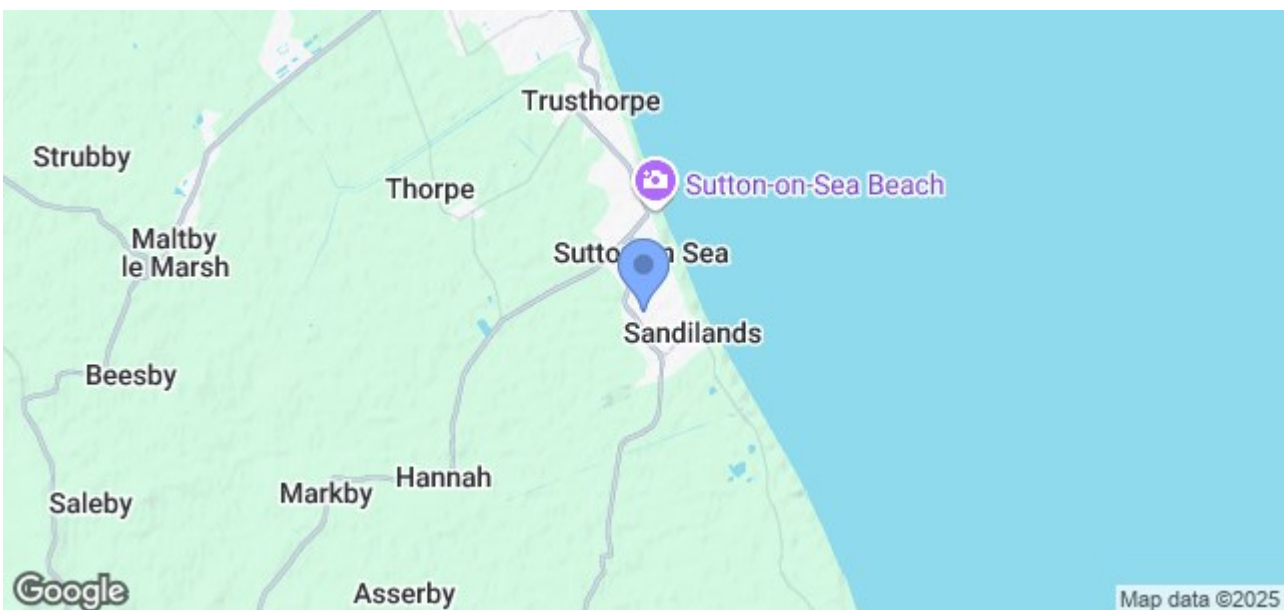 Trusthorpe
Strubby
Thorpe
Sutton-on-Sea Beach
Maltby
le Marsh
Sutto n Sea
Sandilands
Beesby
Hannah
Markby
Saleby
Asserby
Google
Map data ©2025